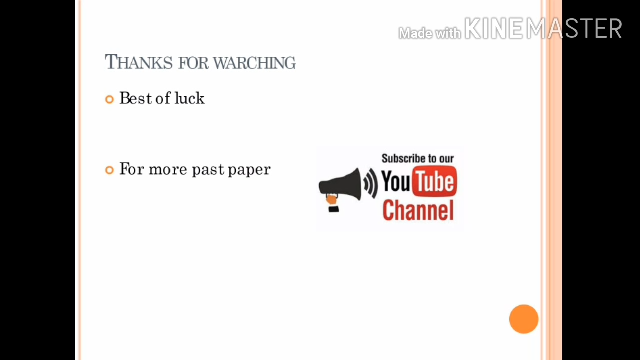 Made with KINEMASTER
THANKS FOR WARCHING
Best of luck
For more past paper
Subscribe to our
YouTube
Channel